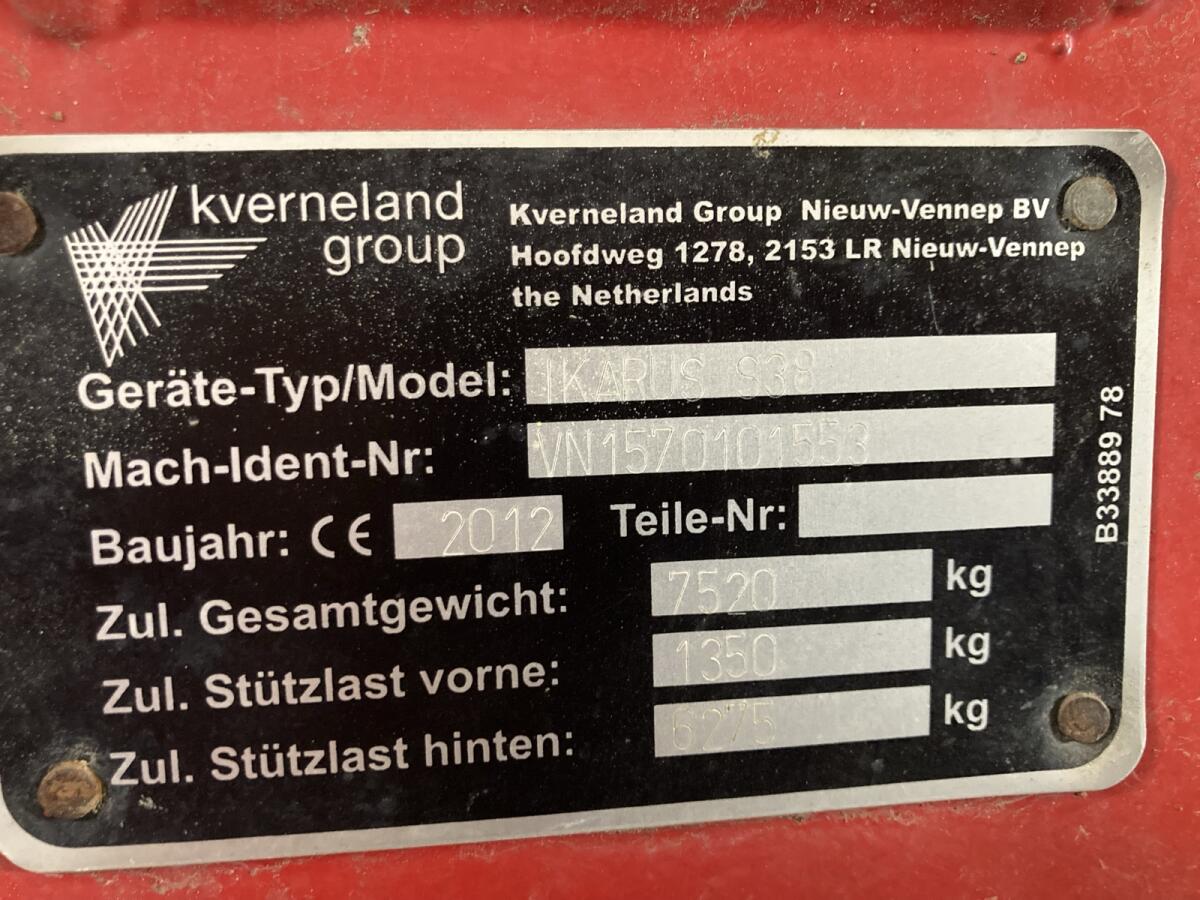 kverneland
group
Kverneland Group Nieuw-Vennep BV
Hoofdweg 1278, 2153 LR Nieuw-Vennep
the Netherlands
Geräte-Typ/Model: IKARUS S38
Mach-Ident-Nr: VN1570101553
Baujahr: CE 2012 Teile-Nr:
Zul. Gesamtgewicht: 7520 kg
Zul. Stützlast vorne: 1350 kg
Zul. Stützlast hinten: 6275 kg
B33889 78